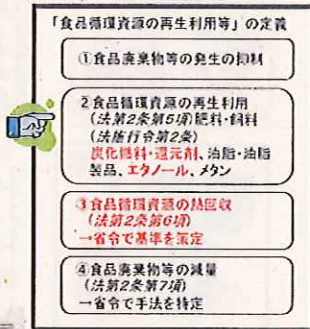 「食品循環資源の再生利用等」の定義
①食品廃棄物等の発生の抑制
②食品循環資源の再生利用
(法第2条第5項)肥料・飼料
(法施行令第2条)
炭化燃料・還元剤、油脂・油脂
製品、エタノール、メタン
③食品循環資源の熱回収
(法第2条第6項)
→省令で基準を策定
④食品廃棄物等の減量
(法第2条第7項)
→省令で手法を特定